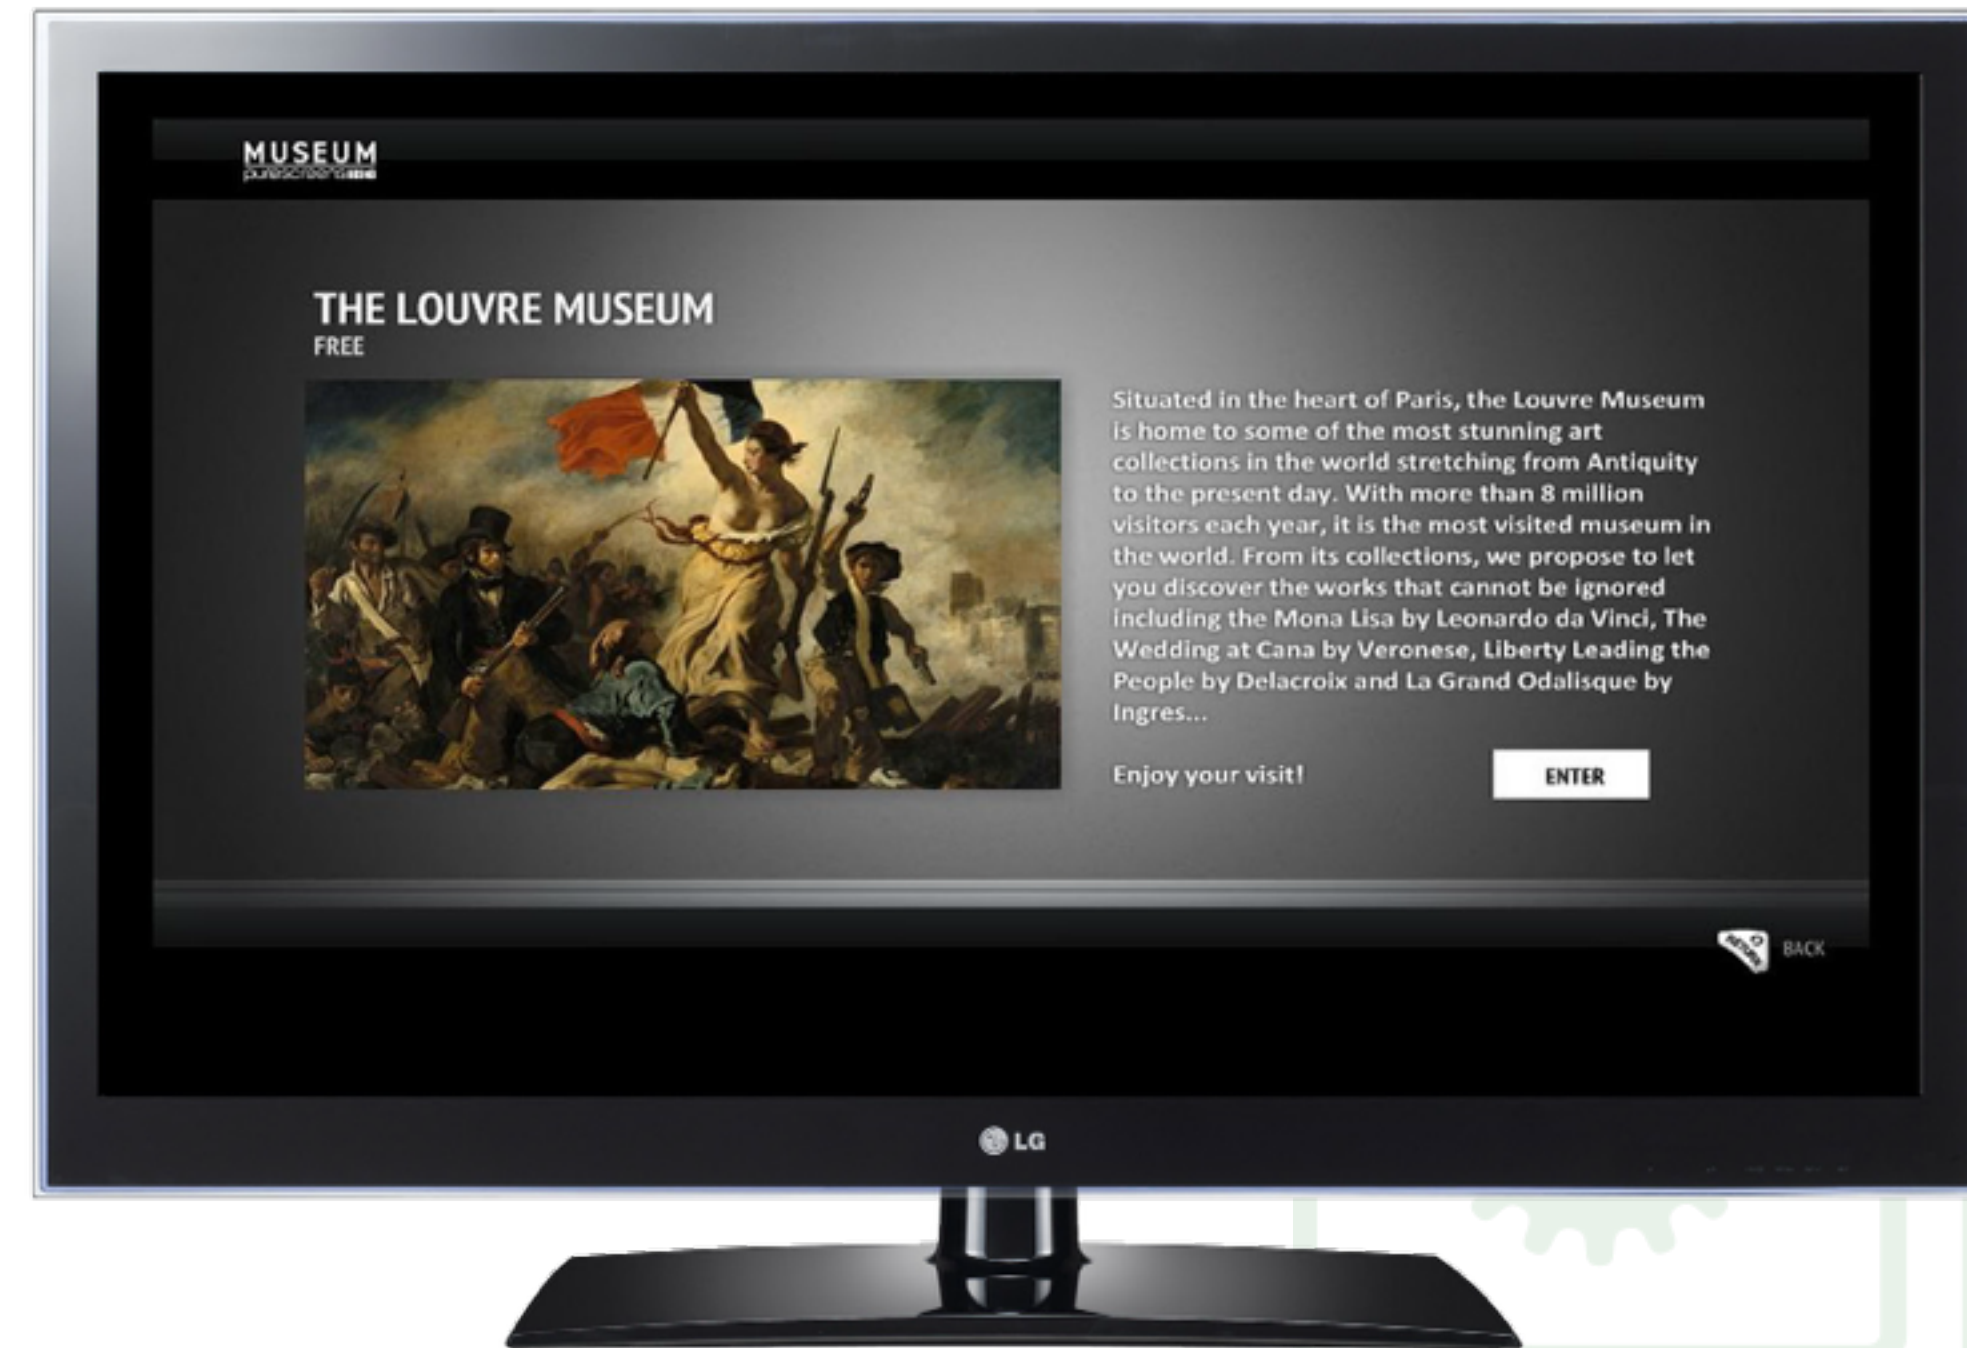 MUSEUM
purescreens
THE LOUVRE MUSEUM
FREE
Situated in the heart of Paris, the Louvre Museum
is home to some of the most stunning art
collections in the world stretching from Antiquity
to the present day. With more than 8 million
visitors each year, it is the most visited museum in
the world. From its collections, we propose to let
you discover the works that cannot be ignored
including the Mona Lisa by Leonardo da Vinci, The
Wedding at Cana by Veronese, Liberty Leading the
People by Delacroix and La Grand Odalisque by
Ingres...
Enjoy your visit!
ENTER
RETURN
BACK
LG